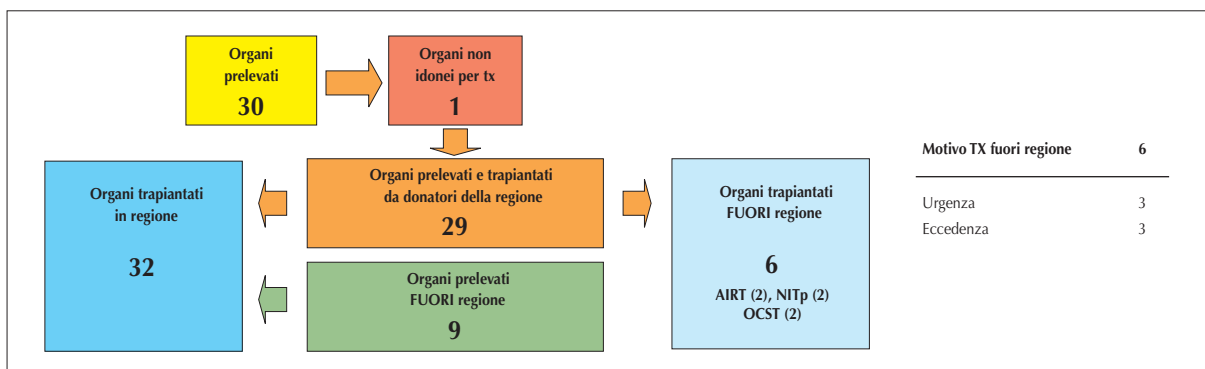 Organi
prelevati
30
Organi non
idonei per tx
1
Organi trapiantati
in regione
32
Organi prelevati e trapiantati
da donatori della regione
29
Organi prelevati
FUORI regione
9
Organi trapiantati
FUORI regione
6
AIRT (2), NITp (2)
OCST (2)
Motivo TX fuori regione 6
Urgenza 3
Eccedenza 3